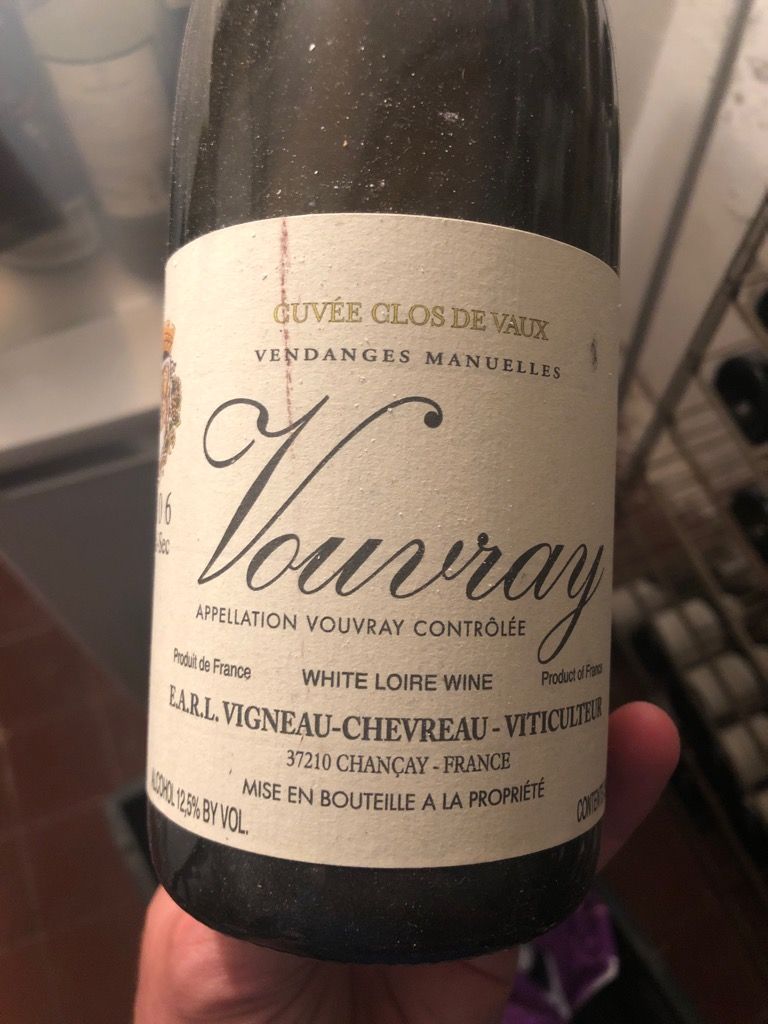 CUVÉE CLOS DE VAUX
VENDANGES MANUELLES
Vouvray
APPELLATION VOUVRAY CONTRÔLÉE
Produit de France
WHITE LOIRE WINE
Product of France
E.A.R.L. VIGNEAU-CHEVREAU - VITICULTEUR
37210 CHANÇAY - FRANCE
MISE EN BOUTEILLE A LA PROPRIÉTÉ
ALCOHOL 12,5% BY VOL.